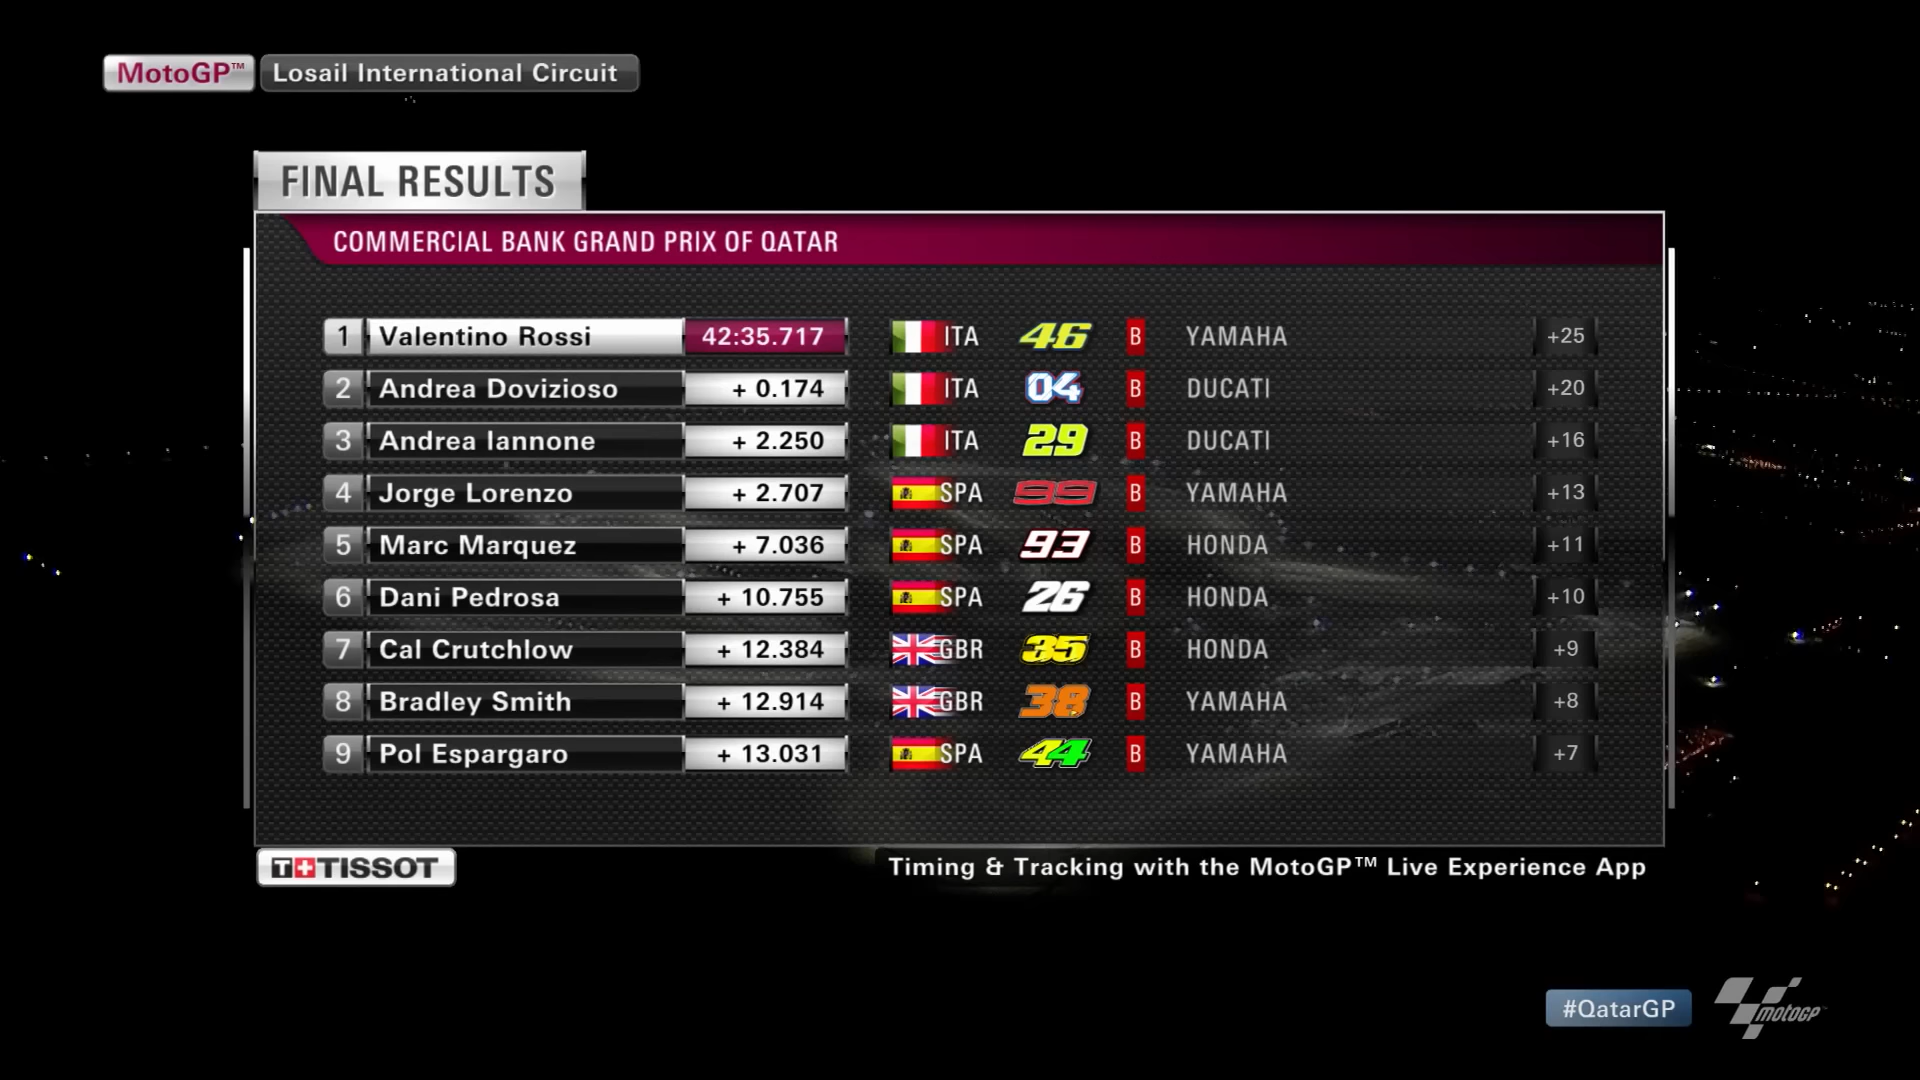 MotoGP™ Losail International Circuit
FINAL RESULTS
COMMERCIAL BANK GRAND PRIX OF QATAR
1 Valentino Rossi 42:35.717 ITA 46 B YAMAHA +25
2 Andrea Dovizioso + 0.174 ITA 04 B DUCATI +20
3 Andrea Iannone + 2.250 ITA 29 B DUCATI +16
4 Jorge Lorenzo + 2.707 SPA 99 B YAMAHA +13
5 Marc Marquez + 7.036 SPA 93 B HONDA +11
6 Dani Pedrosa + 10.755 SPA 26 B HONDA +10
7 Cal Crutchlow + 12.384 GBR 35 B HONDA +9
8 Bradley Smith + 12.914 GBR 38 B YAMAHA +8
9 Pol Espargaro + 13.031 SPA 44 B YAMAHA +7
T+ TISSOT Timing & Tracking with the MotoGP™ Live Experience App
#QatarGP motoGP™